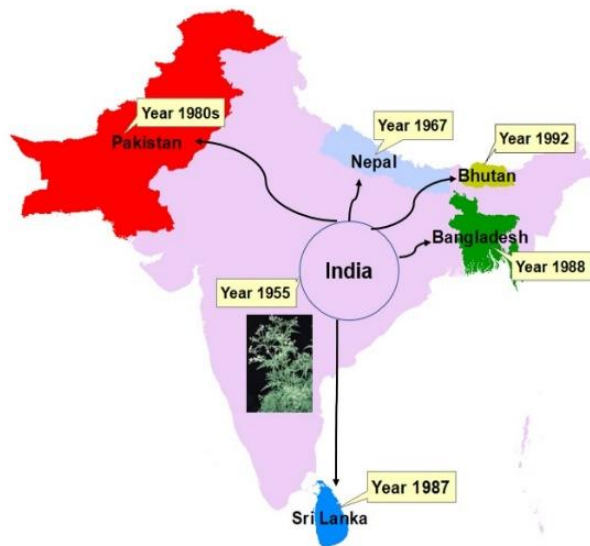 Year 1980s
Pakistan
Year 1967
Nepal
Year 1992
Bhutan
Bangladesh
Year 1988
India
Year 1955
Year 1987
Sri Lanka